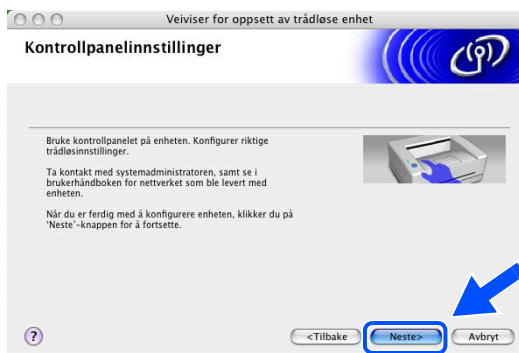 Veiviser for oppsett av trådløse enhet
Kontrollpanelinnstillinger
Bruke kontrollpanelet på enheten. Konfigurer riktige
trådløsinnstillinger.
Ta kontakt med systemadministratoren, samt se i
brukerhåndboken for nettverket som ble levert med
enheten.
Når du er ferdig med å konfigurere enheten, klikker du på
'Neste'-knappen for å fortsette.
?
<Tilbake
Neste>
Avbryt